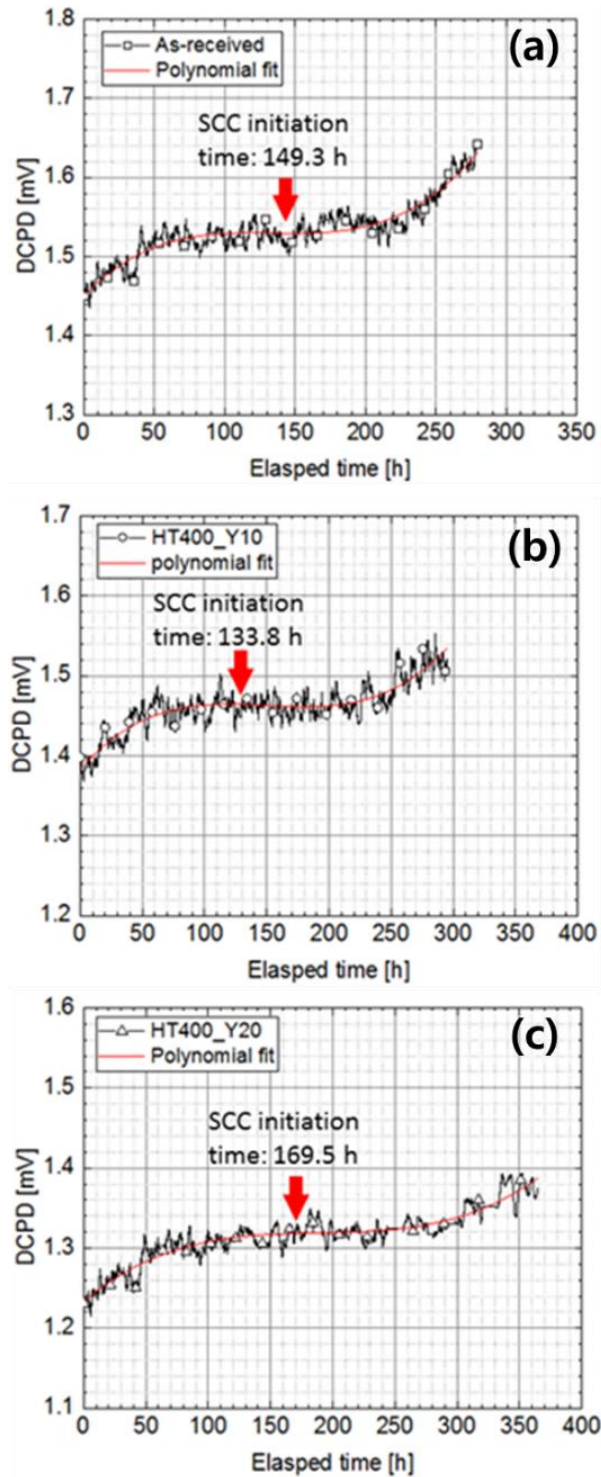 (a)
As-received
Polynomial fit
SCC initiation
time: 149.3 h
DCPD [mV]
1.8
1.7
1.6
1.5
1.4
1.3
0 50 100 150 200 250 300 350
Elasped time [h]
(b)
HT400_Y10
polynomial fit
SCC initiation
time: 133.8 h
DCPD [mV]
1.7
1.6
1.5
1.4
1.3
1.2
0 50 100 150 200 250 300 350 400
Elasped time [h]
(c)
HT400_Y20
Polynomial fit
SCC initiation
time: 169.5 h
DCPD [mV]
1.6
1.5
1.4
1.3
1.2
1.1
0 50 100 150 200 250 300 350 400
Elasped time [h]